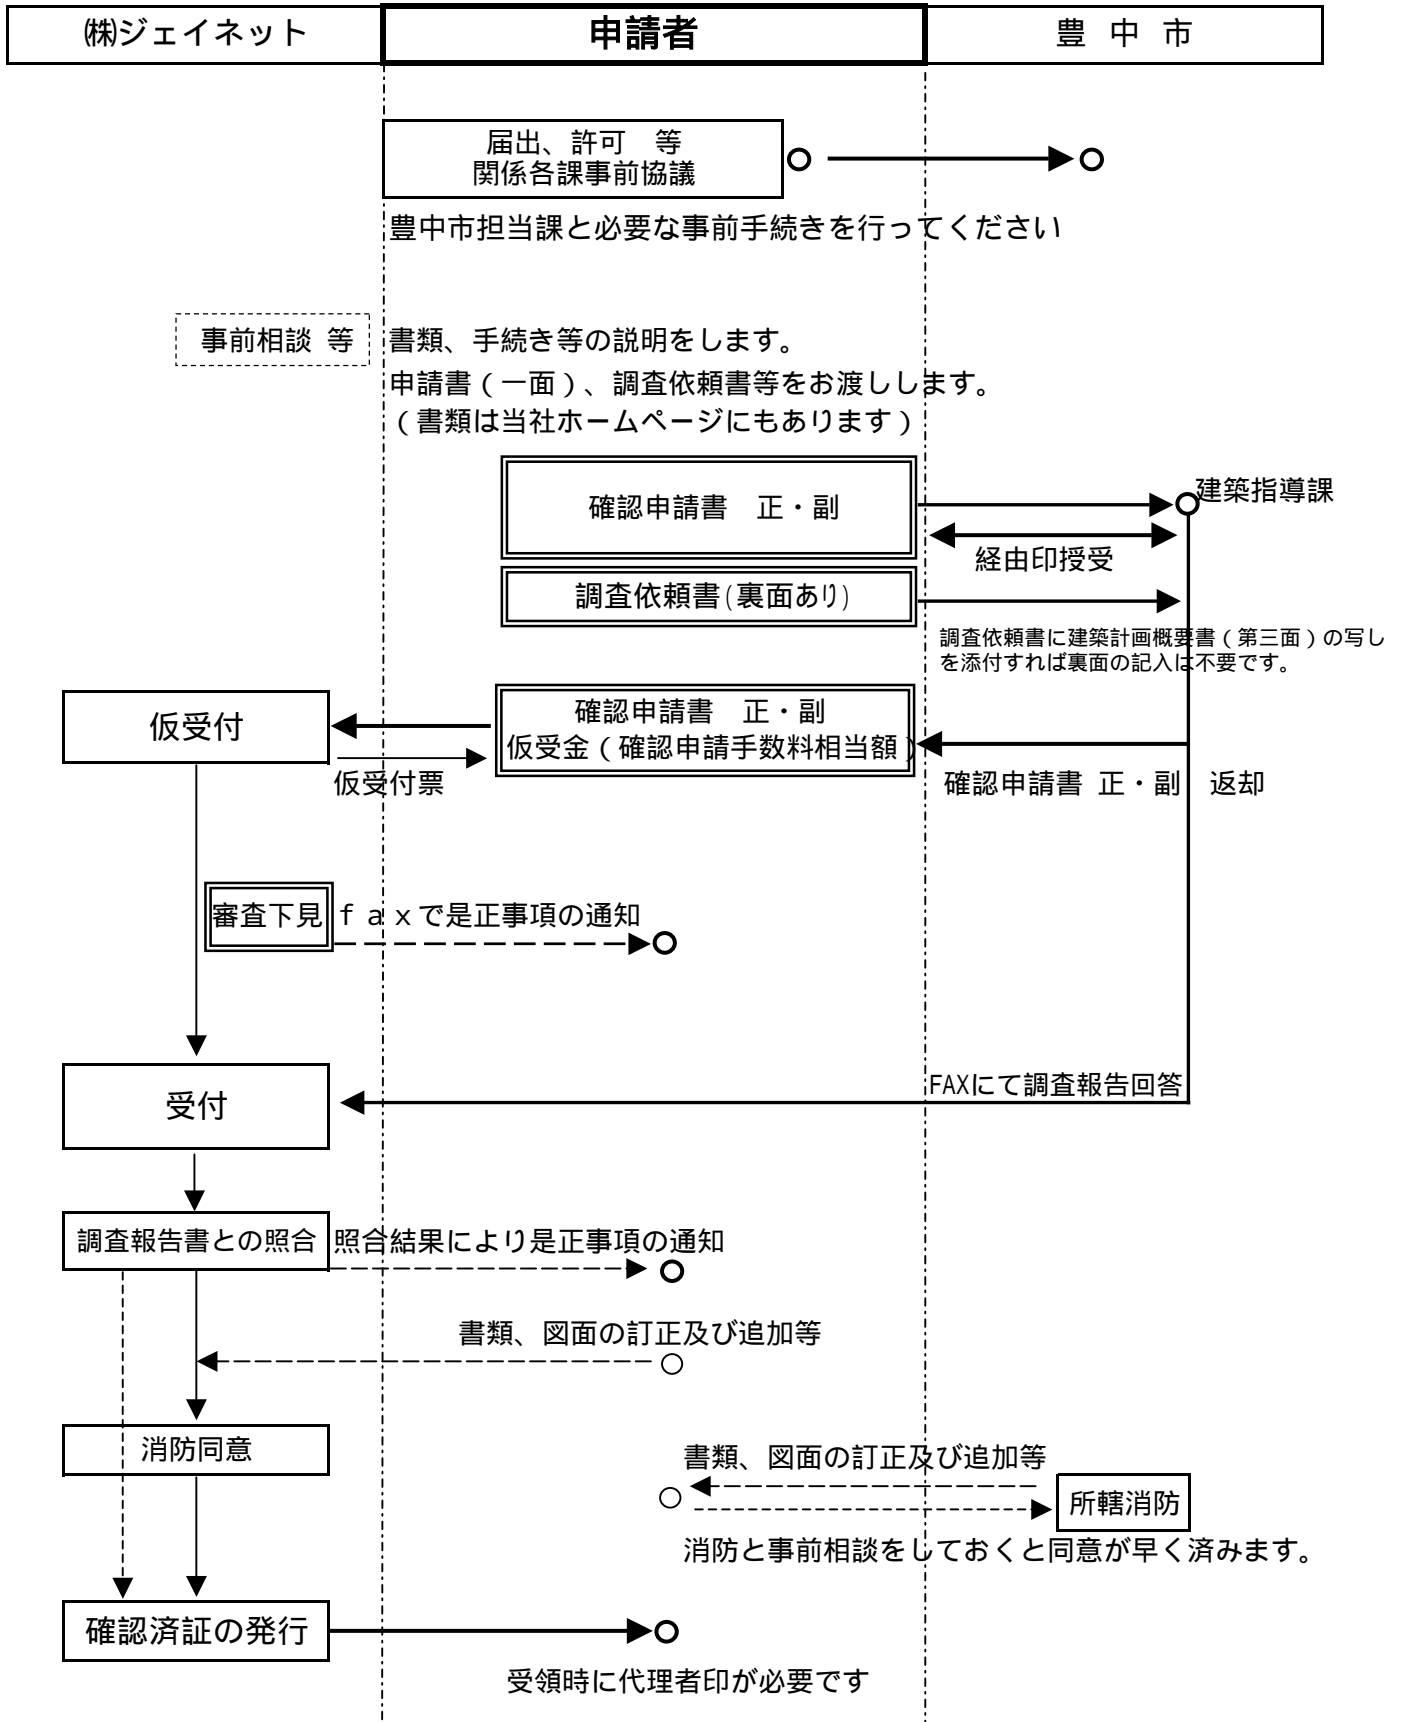 ㈱ジェイネット
申請者
豊 中 市
届出、許可　等
関係各課事前協議
豊中市担当課と必要な事前手続きを行ってください
事前相談 等
書類、手続き等の説明をします。
申請書(一面)、調査依頼書等をお渡しします。
(書類は当社ホームページにもあります)
確認申請書　正・副
建築指導課
経由印授受
調査依頼書(裏面あり)
調査依頼書に建築計画概要書(第三面)の写し
を添付すれば裏面の記入は不要です。
仮受付
確認申請書　正・副
仮受金(確認申請手数料相当額)
仮受付票
確認申請書 正・副　返却
審査下見
faxで是正事項の通知
FAXにて調査報告回答
受付
調査報告書との照合
照合結果により是正事項の通知
書類、図面の訂正及び追加等
消防同意
書類、図面の訂正及び追加等
所轄消防
消防と事前相談をしておくと同意が早く済みます。
確認済証の発行
受領時に代理者印が必要です